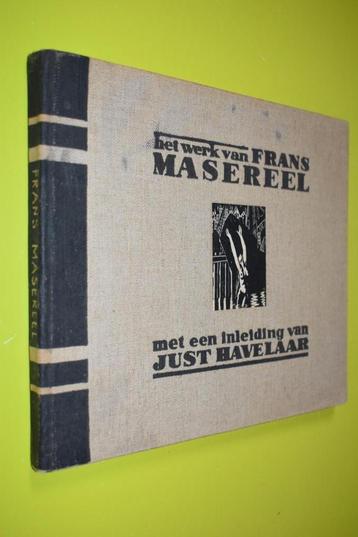 het werk van FRANS
MASEREEL
met een inleiding van
JUST HAVELAAR
FRANS MASEREEL